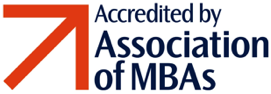 Accredited by
Association
of MBAs